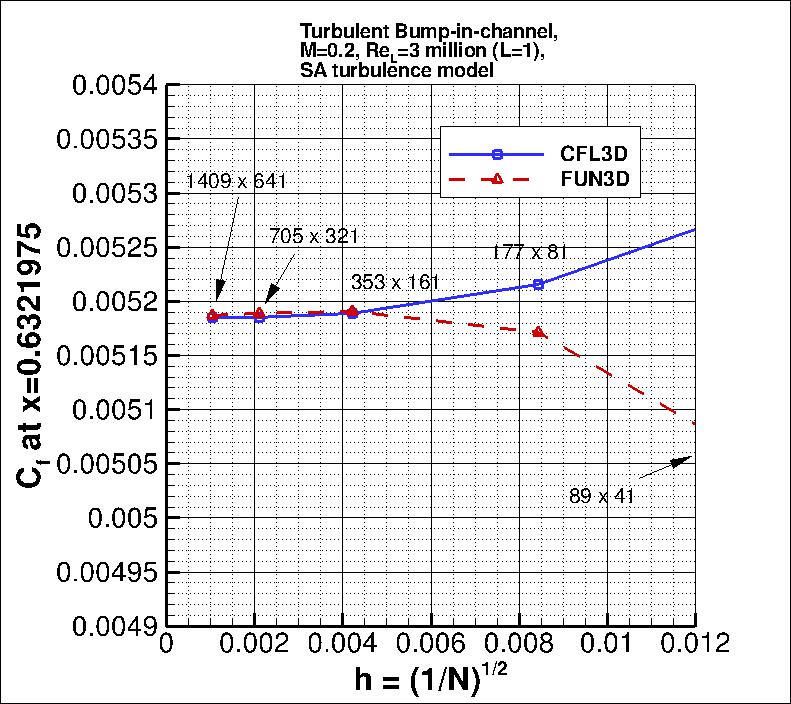 Turbulent Bump-in-channel,
M=0.2, Re_L=3 million (L=1),
SA turbulence model
0.0054
0.00535
0.0053
0.00525
0.0052
0.00515
0.0051
0.00505
0.005
0.00495
0.0049
C_f at x=0.6321975
CFL3D
FUN3D
1409 x 641
705 x 321
353 x 161
177 x 81
89 x 41
0 0.002 0.004 0.006 0.008 0.01 0.012
h = (1/N)^1/2